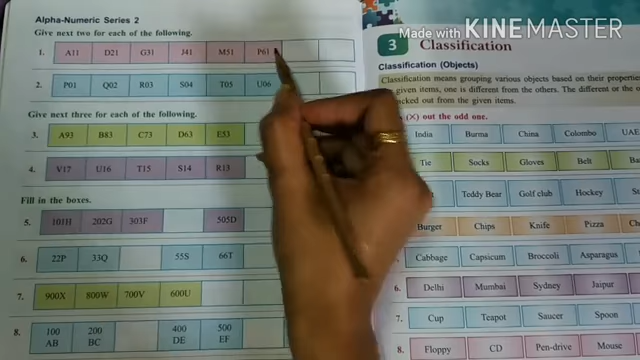 Alpha-Numeric Series 2
Give next two for each of the following.
1. A11 D21 G31 J41 M51 P61
2. P01 Q02 R03 S04 T05 U06
Give next three for each of the following.
3. A93 B83 C73 D63 E53
4. V17 U16 T15 S14 R13
Fill in the boxes.
5. 101H 202G 303F 505D
6. 22P 33Q 55S 66T
7. 900X 800W 700V 600U
8. 100 AB 200 BC 400 DE 500 EF
Made with KINEMASTER
3 Classification
Classification (Objects)
Classification means grouping various objects based on their
given items, one is different from the others. The different or the
out from the given items.
(X) out the odd one.
India Burma China Colombo UAE
Tie Socks Gloves Belt
Teddy Bear Golf club Hockey
Burger Chips Knife Pizza
5. Cabbage Capsicum Broccoli Asparagus
6. Delhi Mumbai Sydney Jaipur
7. Cup Teapot Saucer Spoon
8. Floppy CD Pen-drive Mouse